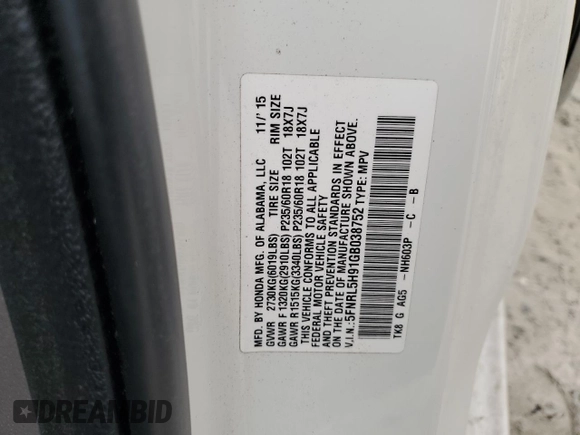 MFD. BY HONDA MFG. OF ALABAMA, LLC 11/'15
GVWR 2730KG(6019LBS) TIRE SIZE RIM SIZE
GAWR F 1320KG(2910LBS) P235/60R18 102T 18X7J
GAWR R1515KG(3340LBS) P235/60R18 102T 18X7J
THIS VEHICLE CONFORMS TO ALL APPLICABLE
FEDERAL MOTOR VEHICLE SAFETY
AND THEFT PREVENTION STANDARDS IN EFFECT
ON THE DATE OF MANUFACTURE SHOWN ABOVE.
V.I.N.:5FNRL5H91GB038752 TYPE: MPV
TK8 G AG5 -NH603P -C -B
DREAMBID